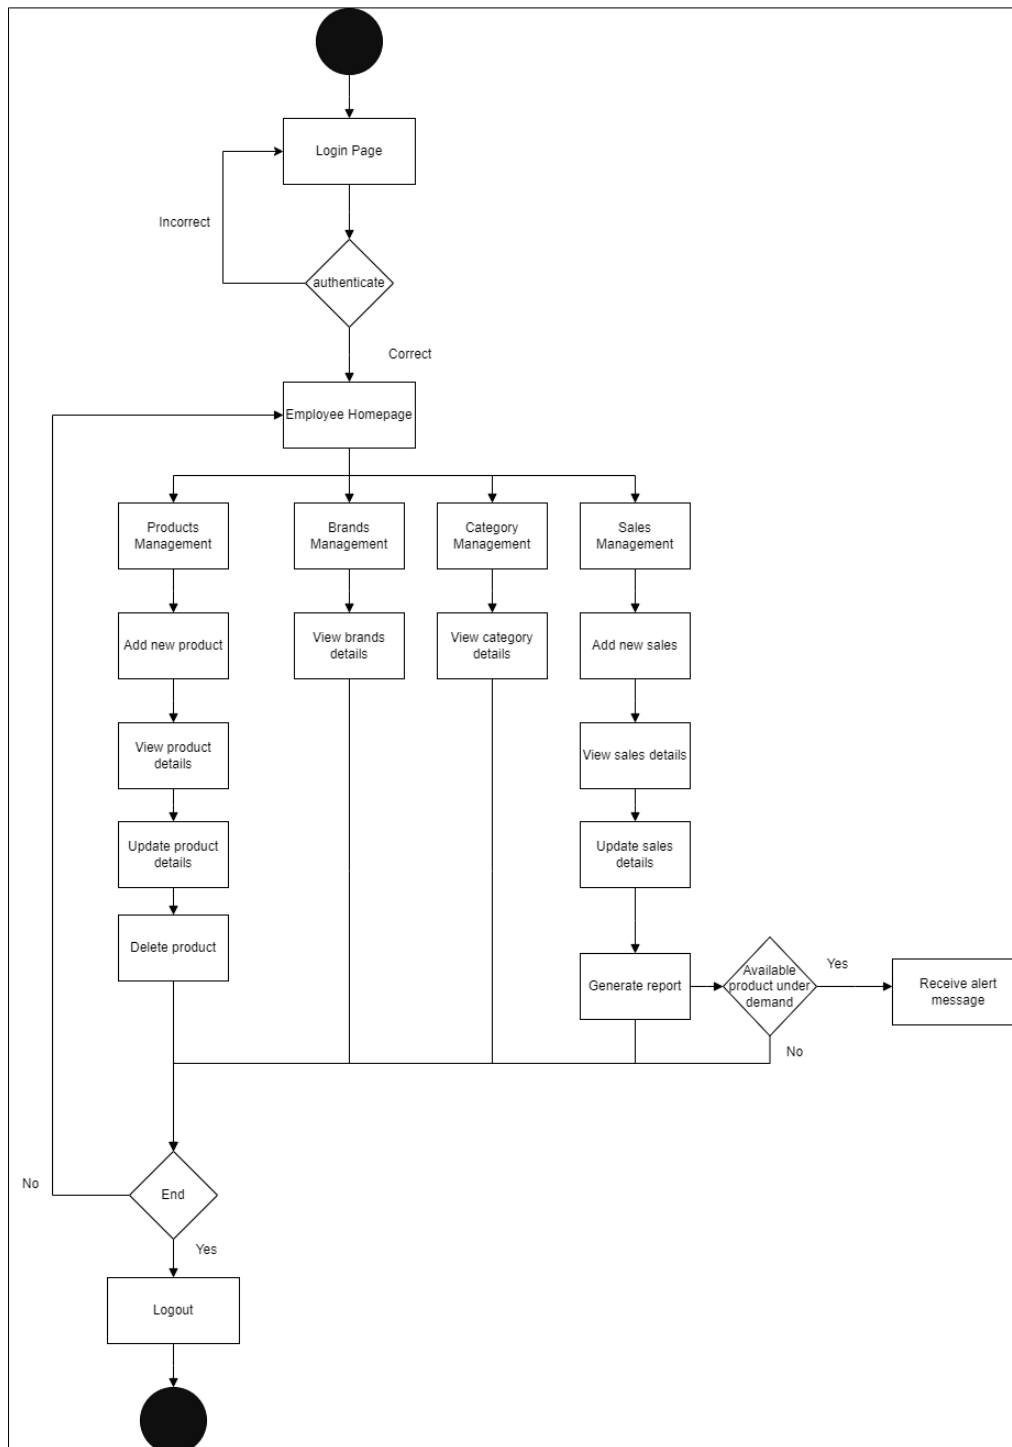 Login Page
Incorrect
authenticate
Correct
Employee Homepage
Products
Management
Brands
Management
Category
Management
Sales
Management
Add new product
View brands
details
View category
details
Add new sales
View product
details
View sales details
Update product
details
Update sales
details
Delete product
Generate report
Available
product under
demand
Yes
Receive alert
message
No
No
End
Yes
Logout